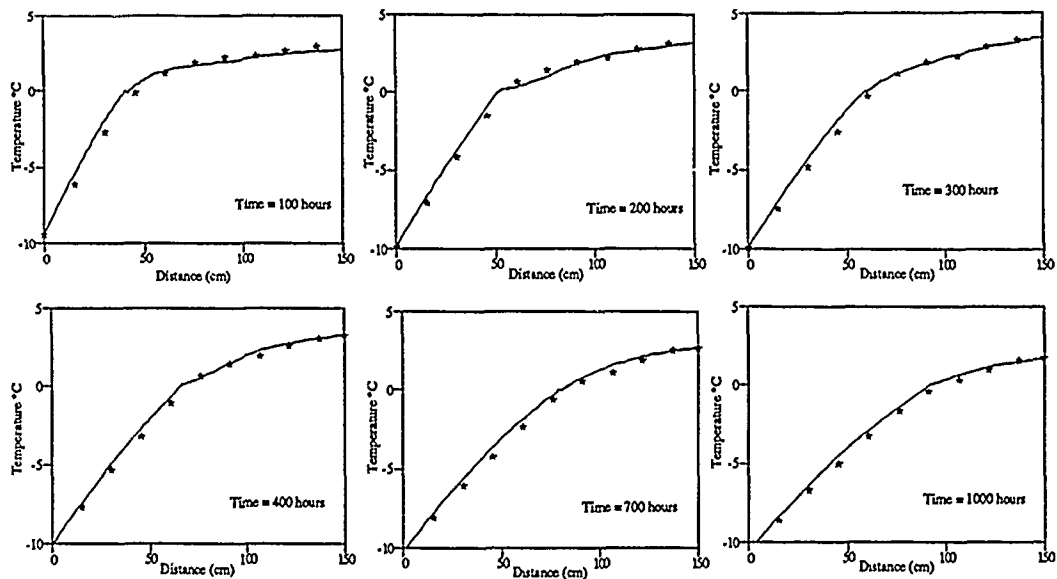 5
0
-5
-10
Temperature °C
Time = 100 hours
0
50
100
150
Distance (cm)
5
0
-5
-10
Temperature °C
Time = 200 hours
0
50
100
150
Distance (cm)
5
0
-5
-10
Temperature °C
Time = 300 hours
0
50
100
150
Distance (cm)
5
0
-5
-10
Temperature °C
Time = 400 hours
0
50
100
150
Distance (cm)
5
0
-5
-10
Temperature °C
Time = 700 hours
0
50
100
150
Distance (cm)
5
0
-5
-10
Temperature °C
Time = 1000 hours
0
50
100
150
Distance (cm)